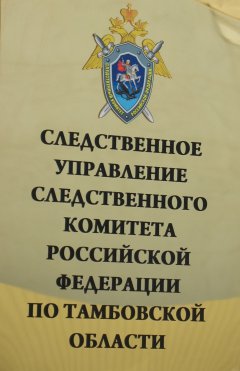 СЛЕДСТВЕННОЕ
УПРАВЛЕНИЕ
СЛЕДСТВЕННОГО
КОМИТЕТА
РОССИЙСКОЙ
ФЕДЕРАЦИИ
ПО ТАМБОВСКОЙ
ОБЛАСТИ